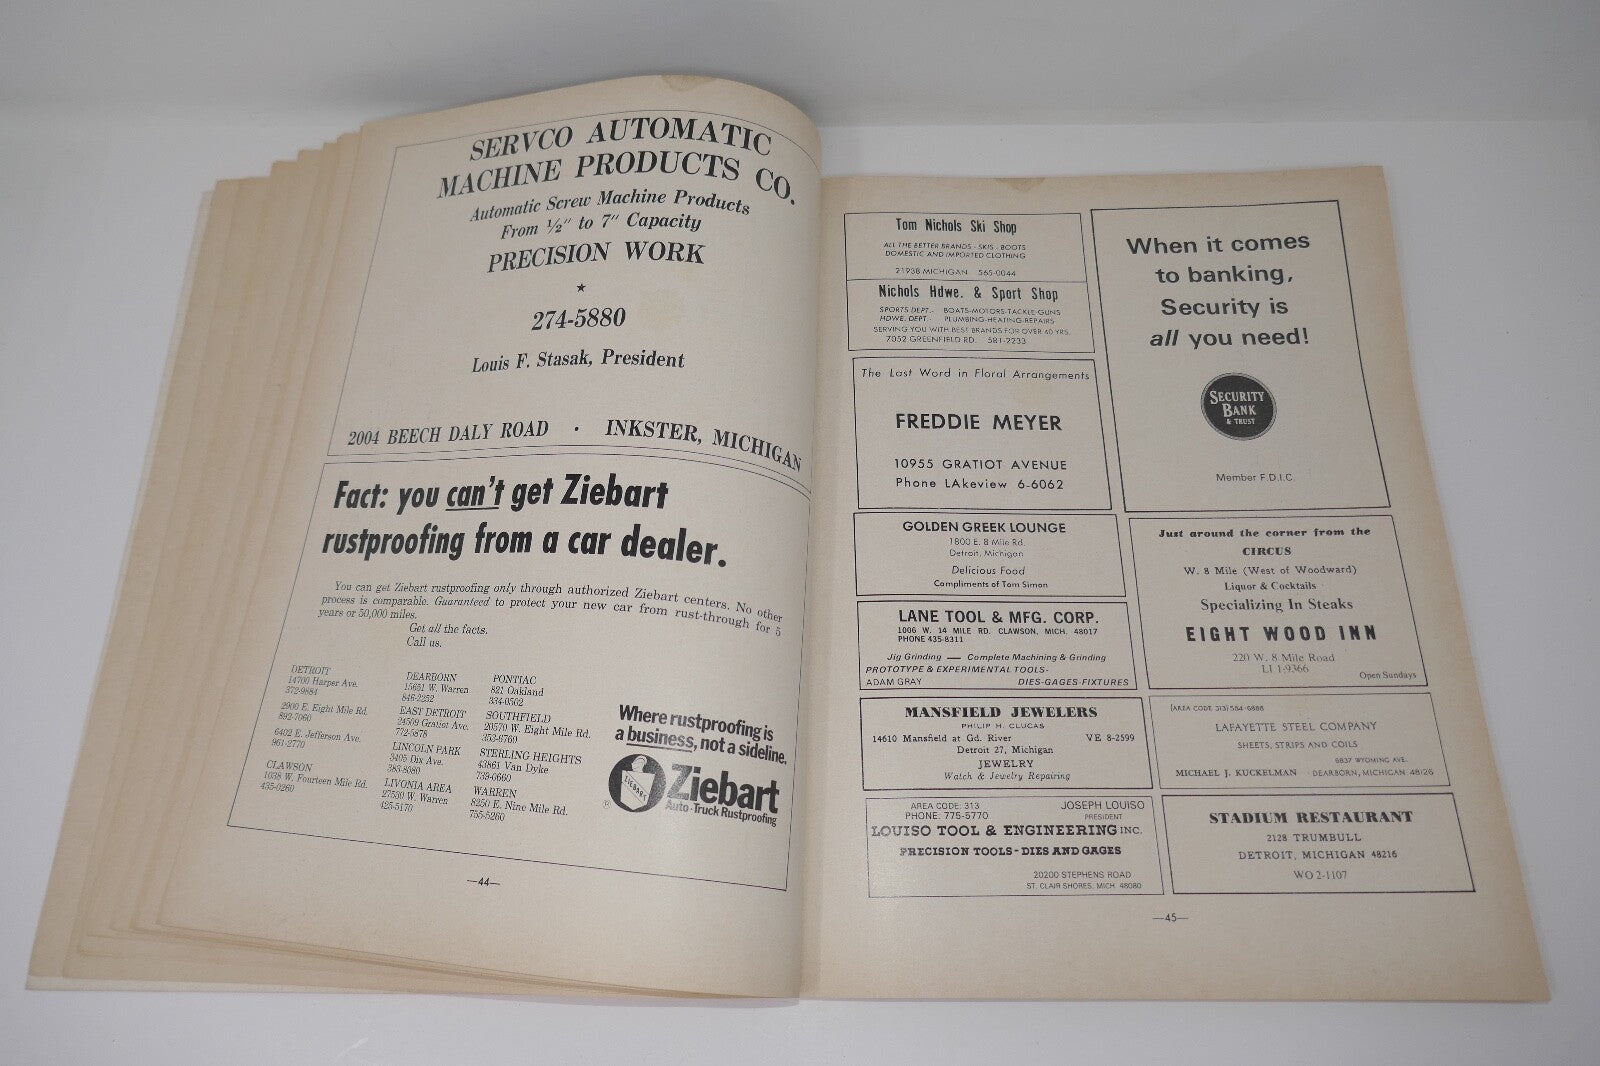 SERVCO AUTOMATIC
MACHINE PRODUCTS CO.
Automatic Screw Machine Products
From ½" to 7" Capacity
PRECISION WORK
★
274-5880
Louis F. Stasak, President
2004 BEECH DALY ROAD · INKSTER, MICHIGAN
Fact: you can't get Ziebart
rustproofing from a car dealer.
You can get Ziebart rustproofing only through authorized Ziebart centers. No other
process is comparable. Guaranteed to protect your new car from rust-through for 5
years or 50,000 miles.
Get all the facts.
Call us.
DETROIT
14700 Harper Ave.
372-9884
2900 E. Eight Mile Rd.
892-7060
6402 E. Jefferson Ave.
961-2770
CLAWSON
1038 W. Fourteen Mile Rd.
435-0260
DEARBORN
15651 W. Warren
846-2252
EAST DETROIT
24509 Gratiot Ave.
772-5878
LINCOLN PARK
3405 Dix Ave.
383-8080
LIVONIA AREA
27530 W. Warren
425-5170
PONTIAC
821 Oakland
334-0502
SOUTHFIELD
20570 W. Eight Mile Rd.
353-6760
STERLING HEIGHTS
43861 Van Dyke
739-0660
WARREN
8250 E. Nine Mile Rd.
755-5260
Where rustproofing is
a business, not a sideline.
ZIEBART
®
Ziebart
Auto-Truck Rustproofing
—44—
Tom Nichols Ski Shop
ALL THE BETTER BRANDS - SKIS - BOOTS
DOMESTIC AND IMPORTED CLOTHING
21938 MICHIGAN 565-0044
Nichols Hdwe. & Sport Shop
SPORTS DEPT.- BOATS-MOTORS-TACKLE-GUNS
HDWE. DEPT.- PLUMBING-HEATING-REPAIRS
SERVING YOU WITH BEST BRANDS FOR OVER 40 YRS.
7052 GREENFIELD RD. 581-2233
The Last Word in Floral Arrangements
FREDDIE MEYER
10955 GRATIOT AVENUE
Phone LAkeview 6-6062
GOLDEN GREEK LOUNGE
1800 E. 8 Mile Rd.
Detroit, Michigan
Delicious Food
Compliments of Tom Simon
LANE TOOL & MFG. CORP.
1006 W. 14 MILE RD. CLAWSON, MICH. 48017
PHONE 435-8311
Jig Grinding — Complete Machining & Grinding
PROTOTYPE & EXPERIMENTAL TOOLS-
ADAM GRAY DIES-GAGES-FIXTURES
MANSFIELD JEWELERS
PHILIP H. CLUCAS
14610 Mansfield at Gd. River VE 8-2599
Detroit 27, Michigan
JEWELRY
Watch & Jewelry Repairing
AREA CODE: 313 JOSEPH LOUISO
PHONE: 775-5770 PRESIDENT
LOUISO TOOL & ENGINEERING INC.
PRECISION TOOLS - DIES AND GAGES
20200 STEPHENS ROAD
ST. CLAIR SHORES, MICH. 48080
When it comes
to banking,
Security is
all you need!
SECURITY
BANK
& TRUST
Member F.D.I.C.
Just around the corner from the
CIRCUS
W. 8 Mile (West of Woodward)
Liquor & Cocktails
Specializing In Steaks
EIGHT WOOD INN
220 W. 8 Mile Road
LI 1-9366
Open Sundays
(AREA CODE 313) 584-6888
LAFAYETTE STEEL COMPANY
SHEETS, STRIPS AND COILS
6837 WYOMING AVE.
MICHAEL J. KUCKELMAN DEARBORN, MICHIGAN 48126
STADIUM RESTAURANT
2128 TRUMBULL
DETROIT, MICHIGAN 48216
WO 2-1107
—45—